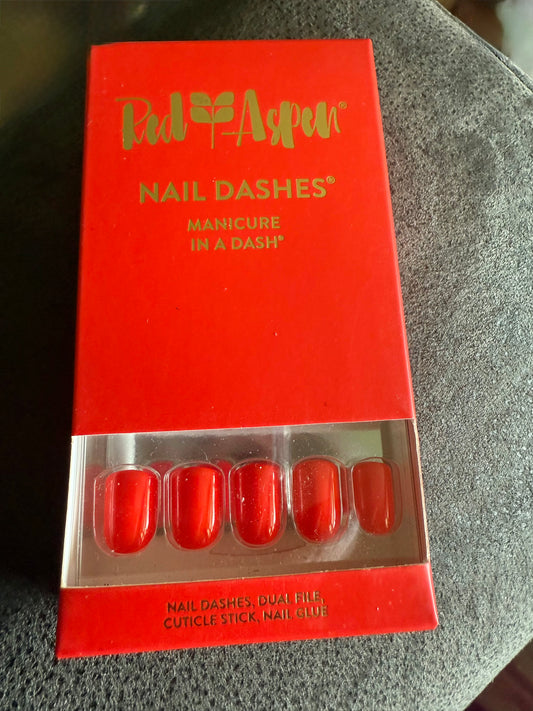 Red Aspen®
NAIL DASHES®
MANICURE
IN A DASH®
NAIL DASHES, DUAL FILE,
CUTICLE STICK, NAIL GLUE